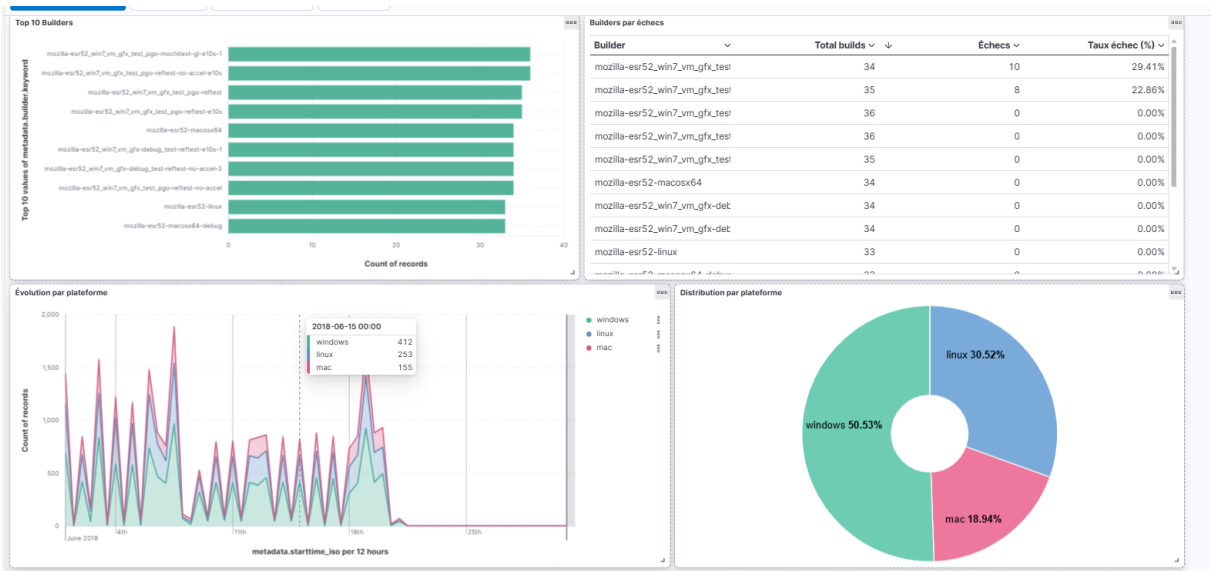 Top 10 Builders
Top 10 values of metadata.builder.keyword
mozilla-esr52_win7_vm_gfx_test_pgo-mochitest-gl-e10s-1
mozilla-esr52_win7_vm_gfx_test_pgo-reftest-no-accel-e10s
mozilla-esr52_win7_vm_gfx_test_pgo-reftest
mozilla-esr52_win7_vm_gfx_test_pgo-reftest-e10s
mozilla-esr52-macosx64
mozilla-esr52_win7_vm_gfx-debug_test-reftest-e10s-1
mozilla-esr52_win7_vm_gfx-debug_test-reftest-no-accel-2
mozilla-esr52_win7_vm_gfx_test_pgo-reftest-no-accel
mozilla-esr52-linux
mozilla-esr52-macosx64-debug
0 10 20 30 40
Count of records
Builders par échecs
Builder Total builds Échecs Taux échec (%)
mozilla-esr52_win7_vm_gfx_test 34 10 29.41%
mozilla-esr52_win7_vm_gfx_test 35 8 22.86%
mozilla-esr52_win7_vm_gfx_test 36 0 0.00%
mozilla-esr52_win7_vm_gfx_test 36 0 0.00%
mozilla-esr52_win7_vm_gfx_test 35 0 0.00%
mozilla-esr52-macosx64 34 0 0.00%
mozilla-esr52_win7_vm_gfx-det 34 0 0.00%
mozilla-esr52_win7_vm_gfx-det 34 0 0.00%
mozilla-esr52-linux 33 0 0.00%
Évolution par plateforme
Count of records
2,000
1,500
1,000
500
0
2018-06-15 00:00
windows 412
linux 253
mac 155
windows
linux
mac
4th 11th 18th 25th
June 2018
metadata.starttime_iso per 12 hours
Distribution par plateforme
linux 30.52%
windows 50.53%
mac 18.94%